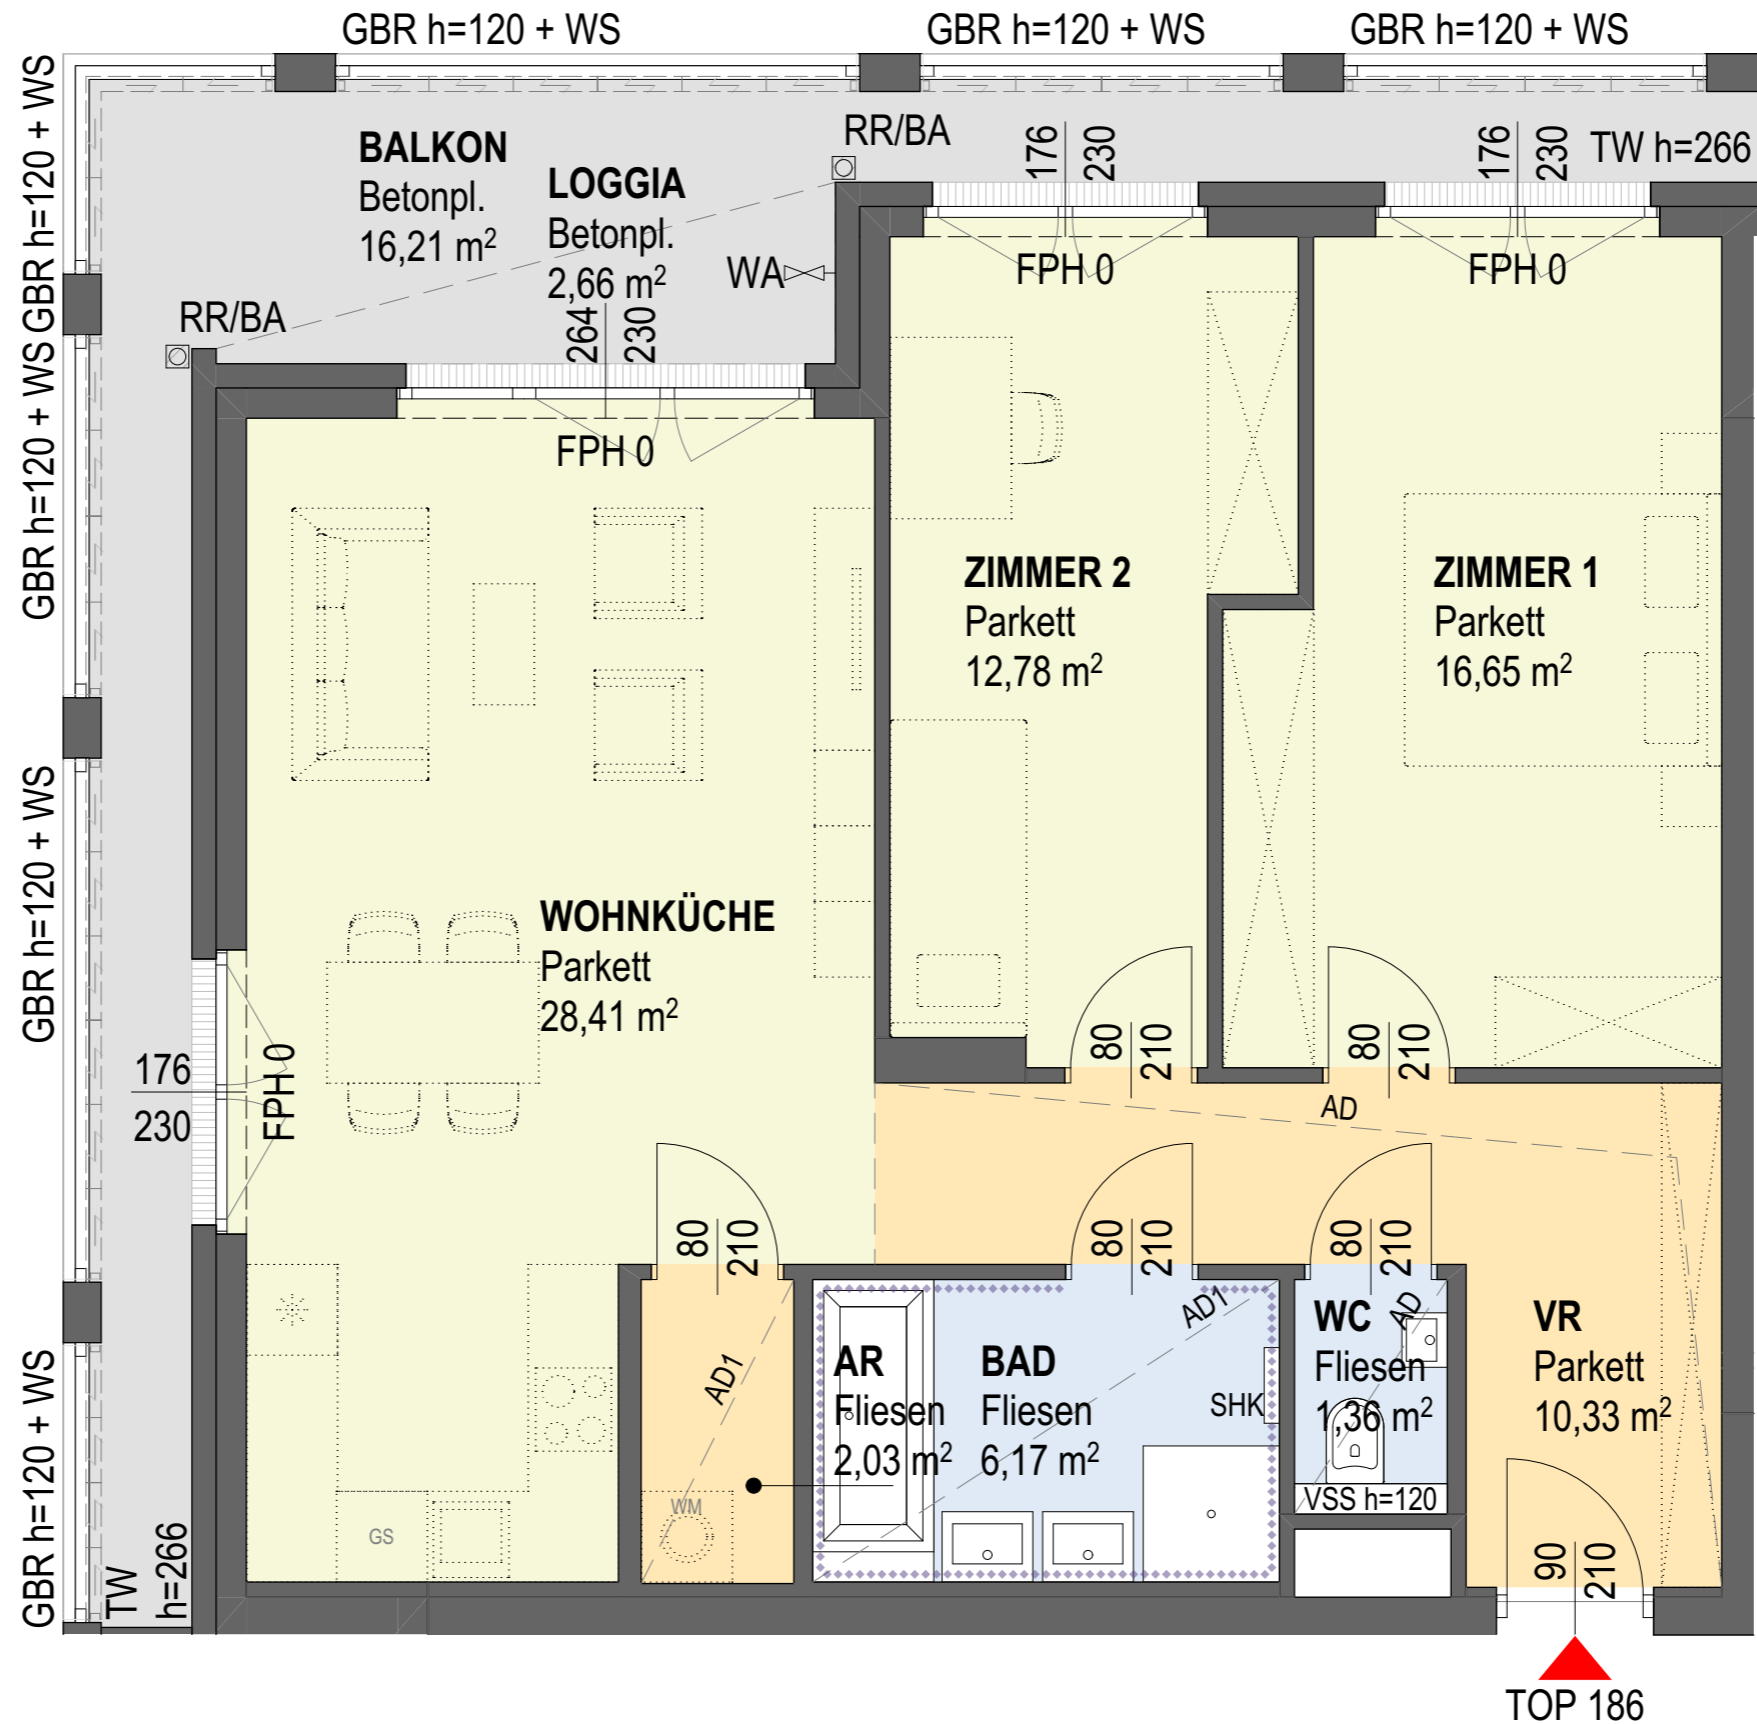 GBR h=120 + WS
GBR h=120 + WS
GBR h=120 + WS
GBR h=120 + WS
GBR h=120 + WS
GBR h=120 + WS
GBR h=120 + WS
BALKON
Betonpl.
16,21 m²
LOGGIA
Betonpl.
2,66 m²
RR/BA
RR/BA
WA
176
230
176
230
TW h=266
264
230
FPH 0
FPH 0
FPH 0
ZIMMER 2
Parkett
12,78 m²
ZIMMER 1
Parkett
16,65 m²
WOHNKÜCHE
Parkett
28,41 m²
176
230
FPH 0
80
210
80
210
AD
80
210
80
210
80
210
AD1
AR
Fliesen
2,03 m²
BAD
Fliesen
6,17 m²
AD1
SHK
WC
Fliesen
1,36 m²
AD
VSS h=120
VR
Parkett
10,33 m²
GS
WM
TW
h=266
90
210
TOP 186